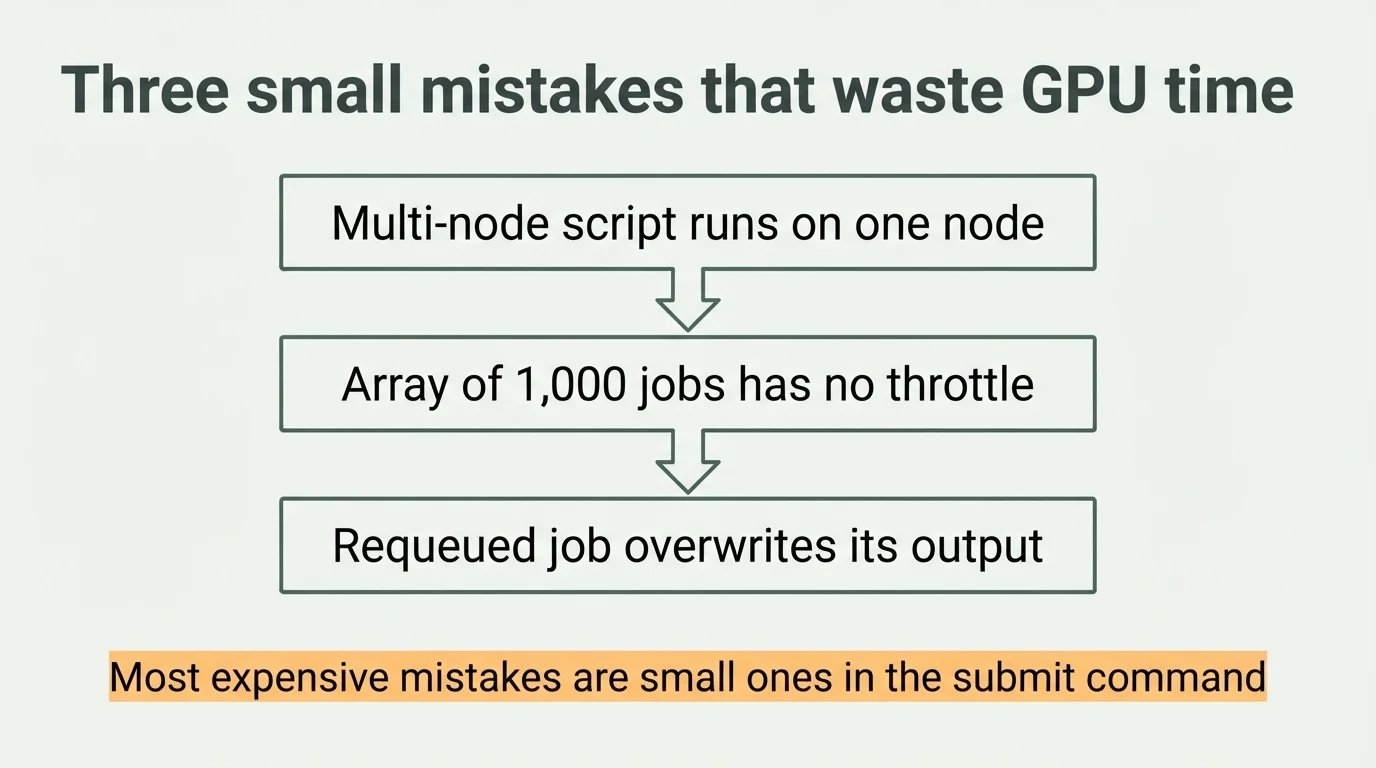 Three small mistakes that waste GPU time
Multi-node script runs on one node
Array of 1,000 jobs has no throttle
Requeued job overwrites its output
Most expensive mistakes are small ones in the submit command